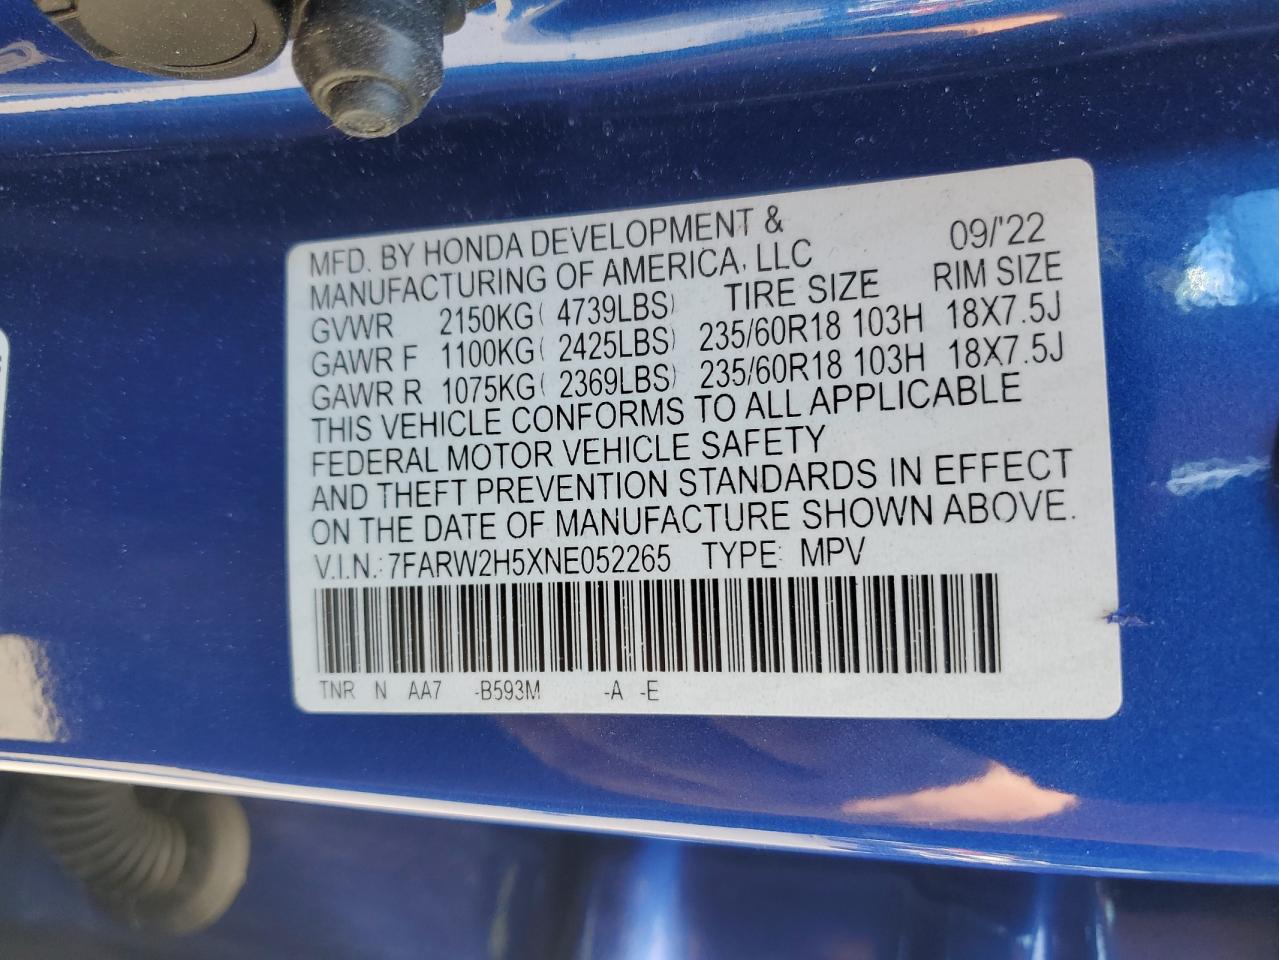 MFD. BY HONDA DEVELOPMENT & 09/'22
MANUFACTURING OF AMERICA, LLC
TIRE SIZE RIM SIZE
GVWR 2150KG( 4739LBS)
GAWR F 1100KG( 2425LBS) 235/60R18 103H 18X7.5J
GAWR R 1075KG( 2369LBS) 235/60R18 103H 18X7.5J
THIS VEHICLE CONFORMS TO ALL APPLICABLE
FEDERAL MOTOR VEHICLE SAFETY
AND THEFT PREVENTION STANDARDS IN EFFECT
ON THE DATE OF MANUFACTURE SHOWN ABOVE.
V.I.N.: 7FARW2H5XNE052265 TYPE: MPV
TNR N AA7 -B593M -A -E